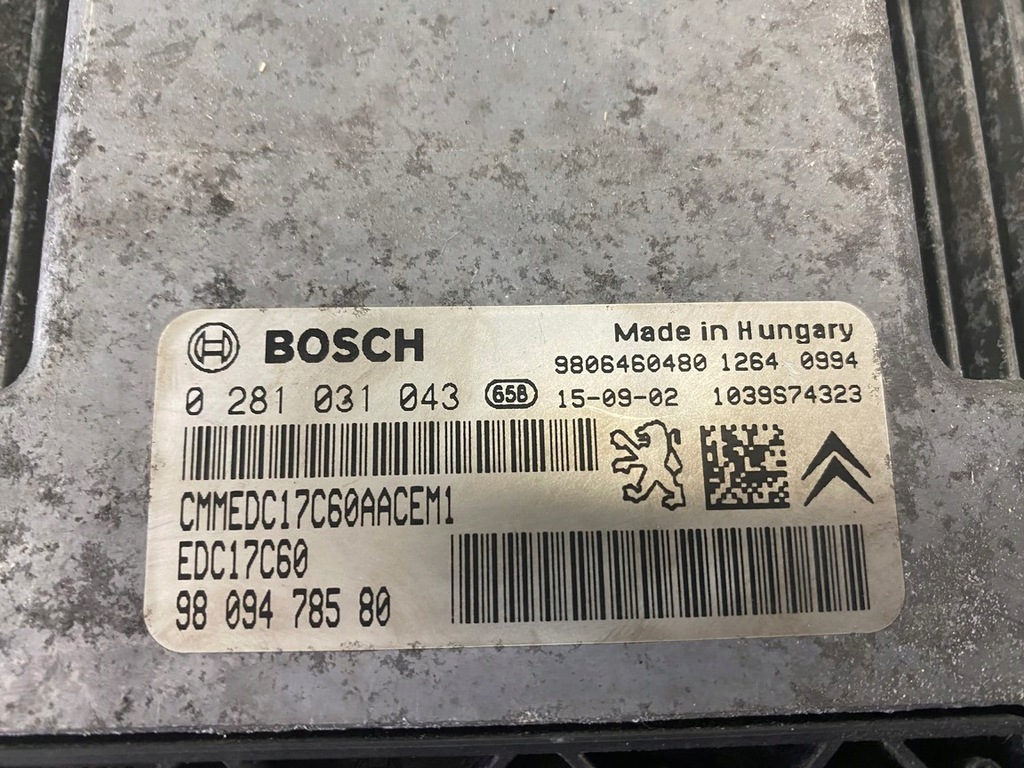 BOSCH
Made in Hungary
9806460480 1264 0994
0 281 031 043 658 15-09-02 1039S74323
CMMEDC17C60AACEM1
EDC17C60
98 094 785 80